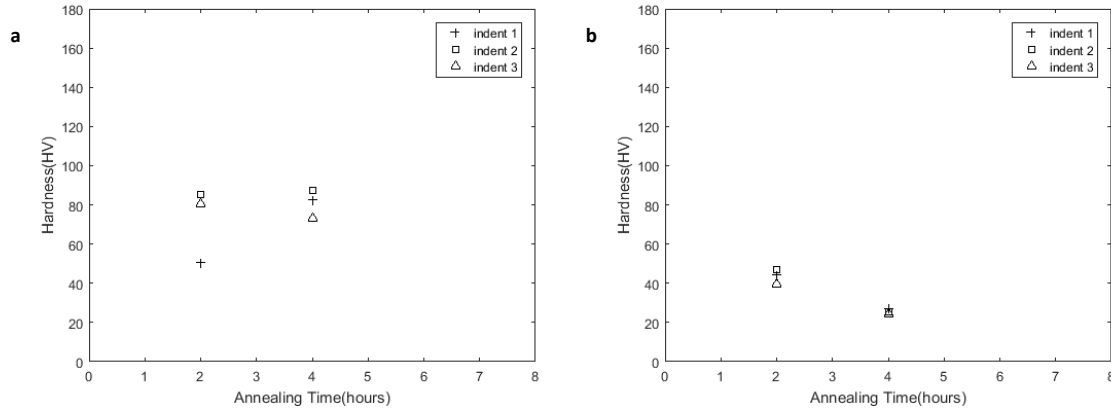 a
180
160
140
120
100
80
60
40
20
0
Hardness(HV)
0 1 2 3 4 5 6 7 8
Annealing Time(hours)
indent 1
indent 2
indent 3
b
180
160
140
120
100
80
60
40
20
0
Hardness(HV)
0 1 2 3 4 5 6 7 8
Annealing Time(hours)
indent 1
indent 2
indent 3